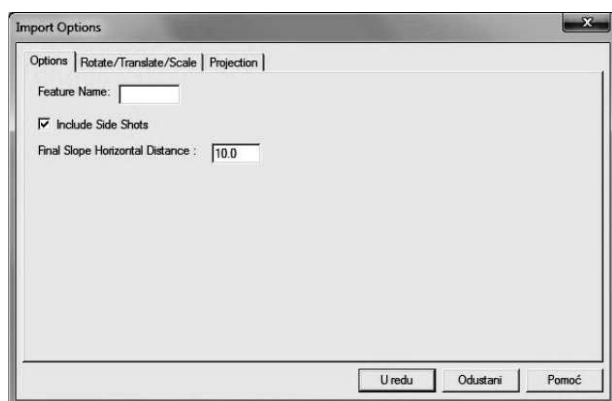 Import Options
Options Rotate/Translate/Scale Projection
Feature Name:
Include Side Shots
Final Slope Horizontal Distance : 10.0
U redu Odustani Pomoć